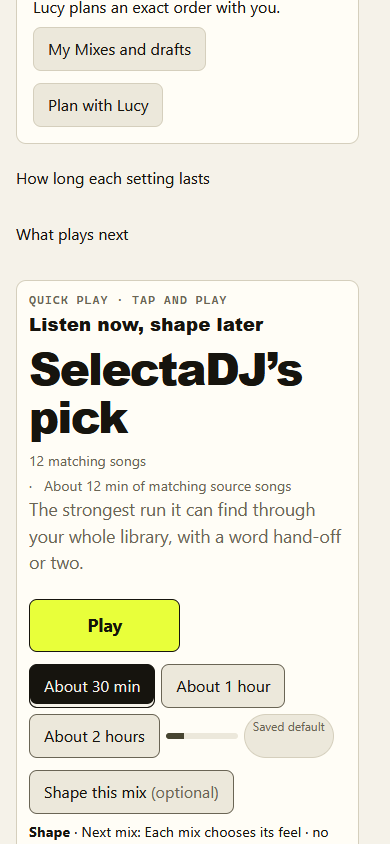 Lucy plans an exact order with you.
My Mixes and drafts
Plan with Lucy
How long each setting lasts
What plays next
QUICK PLAY · TAP AND PLAY
Listen now, shape later
SelectaDJ’s
pick
12 matching songs
· About 12 min of matching source songs
The strongest run it can find through
your whole library, with a word hand-off
or two.
Play
About 30 min
About 1 hour
About 2 hours
Saved default
Shape this mix (optional)
Shape · Next mix: Each mix chooses its feel · no